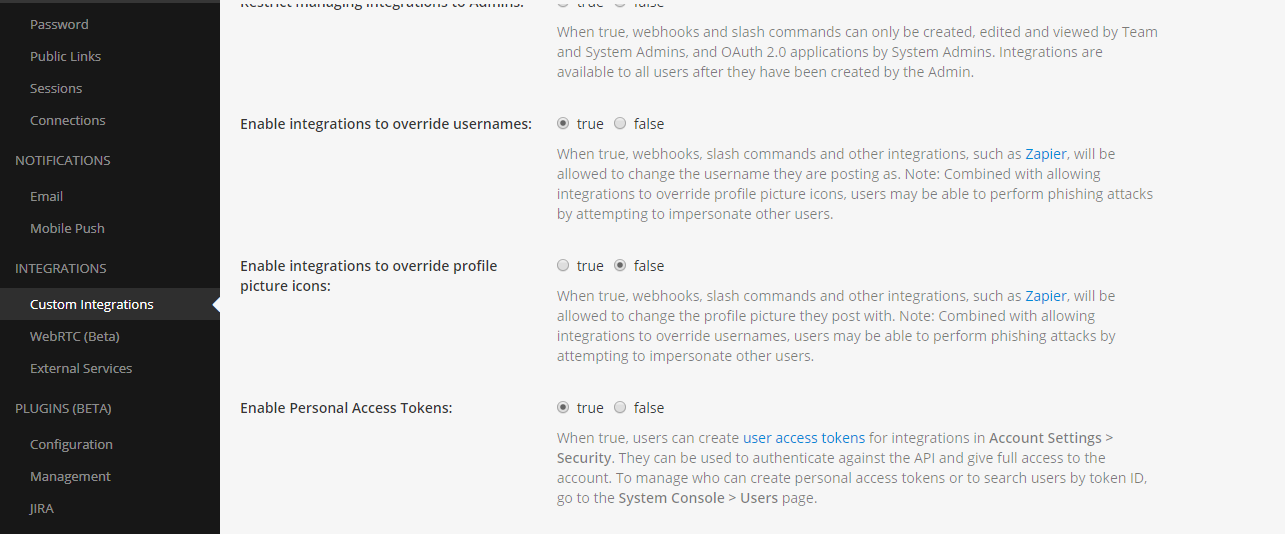 Password
Public Links
Sessions
Connections
NOTIFICATIONS
Email
Mobile Push
INTEGRATIONS
Custom Integrations
WebRTC (Beta)
External Services
PLUGINS (BETA)
Configuration
Management
JIRA
Restrict managing integrations to Admins: true false
When true, webhooks and slash commands can only be created, edited and viewed by Team
and System Admins, and OAuth 2.0 applications by System Admins. Integrations are
available to all users after they have been created by the Admin.
Enable integrations to override usernames: true false
When true, webhooks, slash commands and other integrations, such as Zapier, will be
allowed to change the username they are posting as. Note: Combined with allowing
integrations to override profile picture icons, users may be able to perform phishing attacks
by attempting to impersonate other users.
Enable integrations to override profile
picture icons:
true false
When true, webhooks, slash commands and other integrations, such as Zapier, will be
allowed to change the profile picture they post with. Note: Combined with allowing
integrations to override usernames, users may be able to perform phishing attacks by
attempting to impersonate other users.
Enable Personal Access Tokens: true false
When true, users can create user access tokens for integrations in Account Settings >
Security. They can be used to authenticate against the API and give full access to the
account. To manage who can create personal access tokens or to search users by token ID,
go to the System Console > Users page.